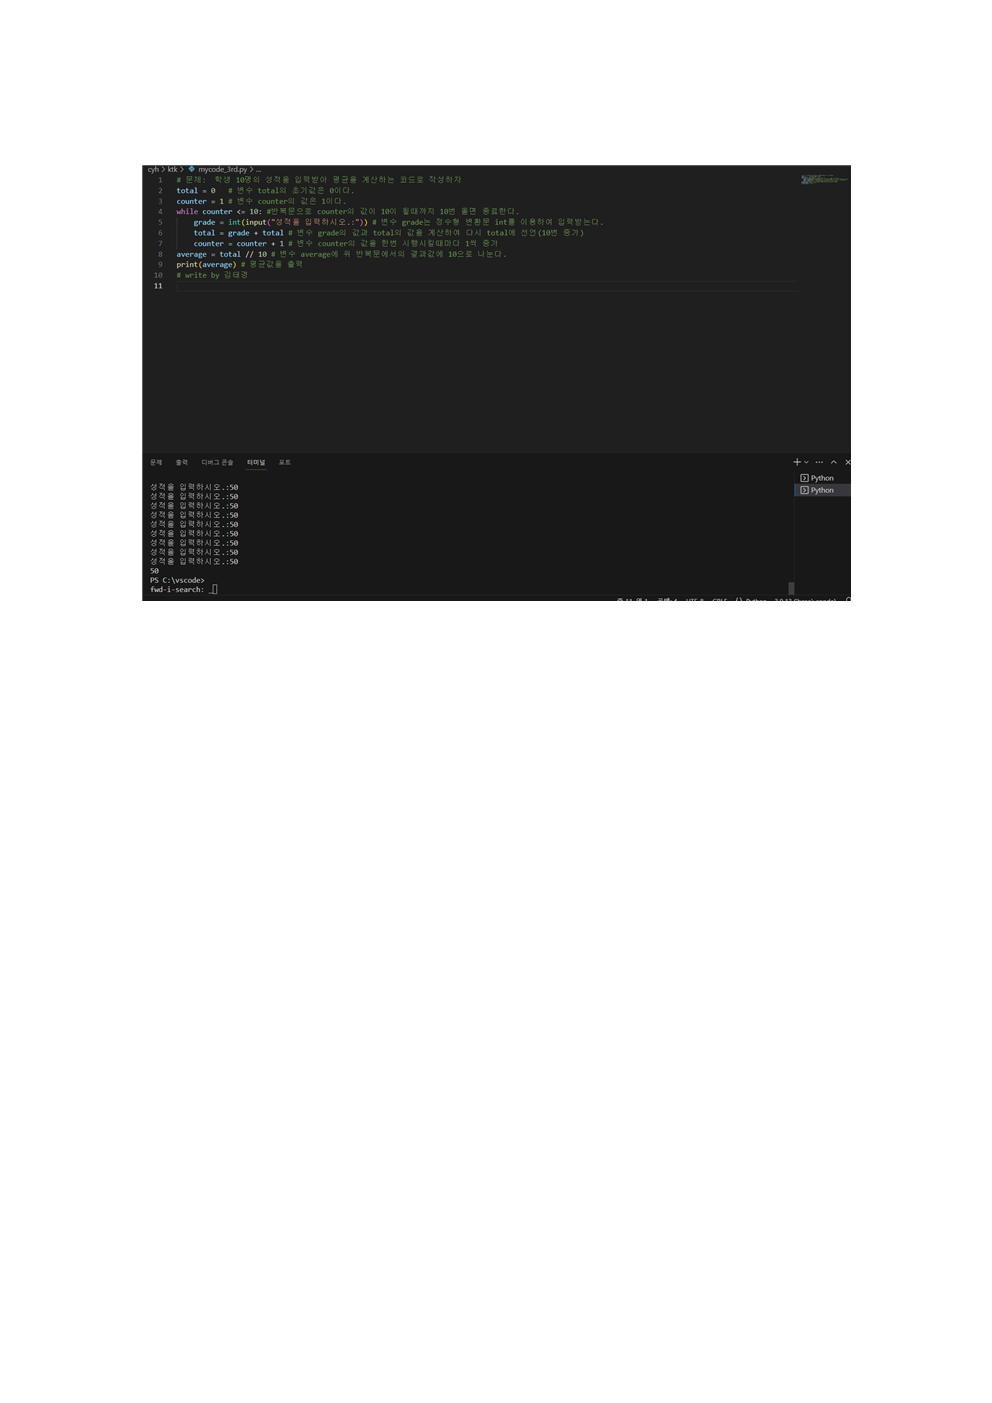 cyh > ktk > mycode_3rd.py > ...
1 # 문제: 학생 10명의 성적을 입력받아 평균을 계산하는 코드로 작성하자
2 total = 0 # 변수 total의 초기값은 0이다.
3 counter = 1 # 변수 counter의 값은 1이다.
4 while counter <= 10: #반복문으로 counter의 값이 10이 될때까지 10번 돌면 종료한다.
5 grade = int(input("성적을 입력하시오.:")) # 변수 grade는 정수형 변환문 int를 이용하여 입력받는다.
6 total = grade + total # 변수 grade의 값과 total의 값을 계산하여 다시 total에 선언(10번 증가)
7 counter = counter + 1 # 변수 counter의 값을 한번 시행시킬때마다 1씩 증가
8 average = total // 10 # 변수 average에 위 반복문에서의 결과값에 10으로 나눈다.
9 print(average) # 평균값을 출력
10 # write by 김태경
11
문제 출력 디버그 콘솔 터미널 포트
Python
Python
성적을 입력하시오.:50
성적을 입력하시오.:50
성적을 입력하시오.:50
성적을 입력하시오.:50
성적을 입력하시오.:50
성적을 입력하시오.:50
성적을 입력하시오.:50
성적을 입력하시오.:50
성적을 입력하시오.:50
50
PS C:\vscode>
fwd-i-search: _